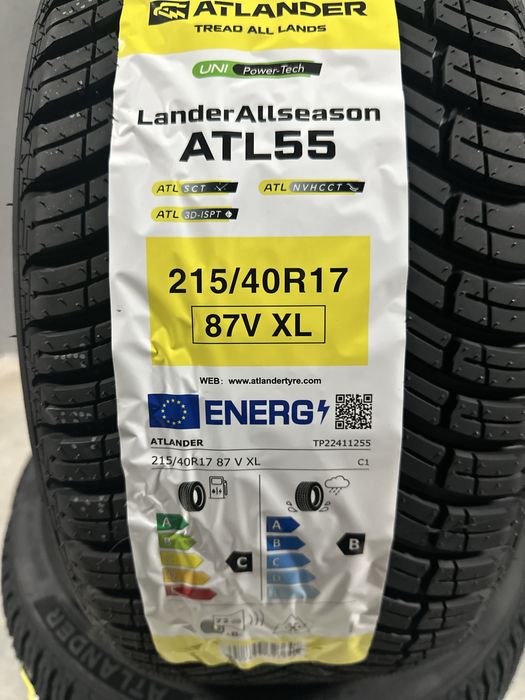 ATLANDER
TREAD ALL LANDS
UNI Power-Tech
LanderAllseason
ATL55
ATL SCT ATL NVHCCT
ATL 3D-ISPT
215/40R17
87V XL
WEB: www.atlandertyre.com
ENERG
ATLANDER TP22411255
215/40R17 87 V XL C1
A A
B B
C C
D D
E E
C B
72
ATLANDER